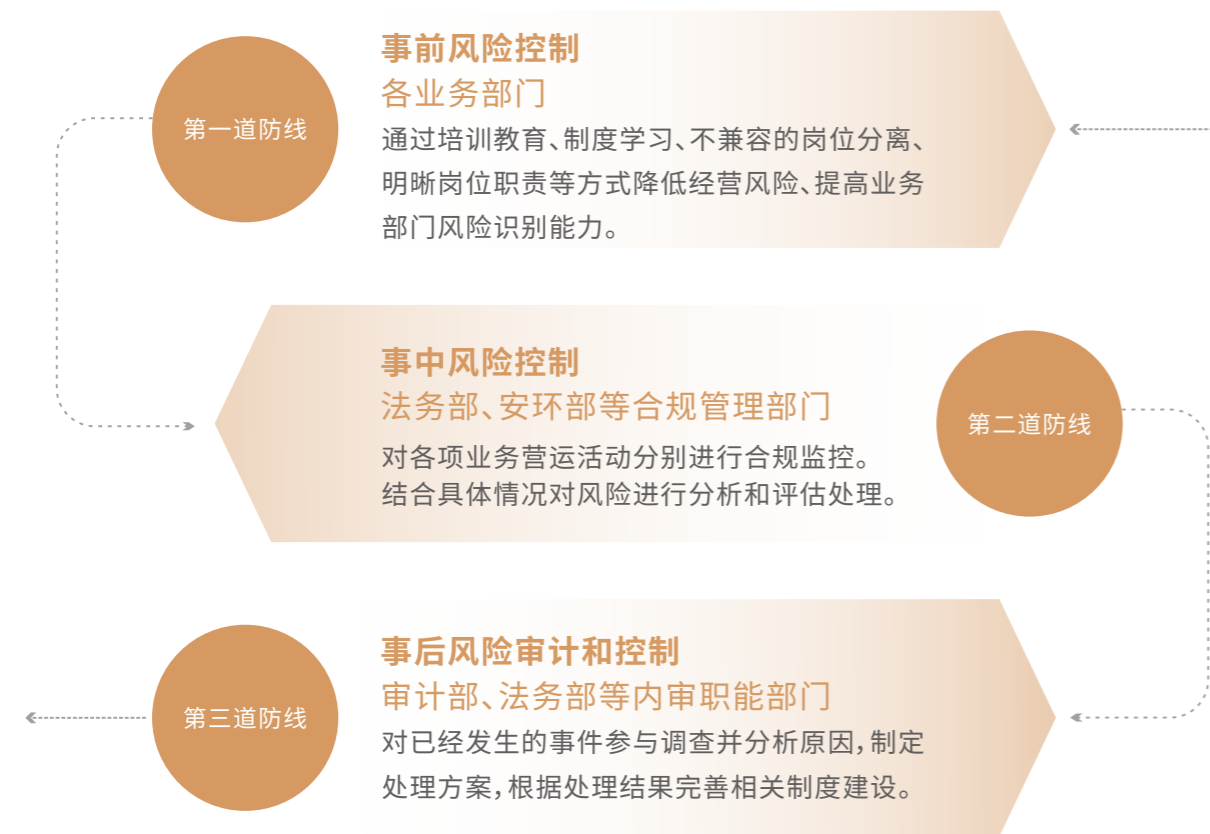 第一道防线
事前风险控制
各业务部门
通过培训教育、制度学习、不兼容的岗位分离、
明晰岗位职责等方式降低经营风险、提高业务
部门风险识别能力。
事中风险控制
法务部、安环部等合规管理部门
对各项业务营运活动分别进行合规监控。
结合具体情况对风险进行分析和评估处理。
第二道防线
第三道防线
事后风险审计和控制
审计部、法务部等内审职能部门
对已经发生的事件参与调查并分析原因，制定
处理方案，根据处理结果完善相关制度建设。